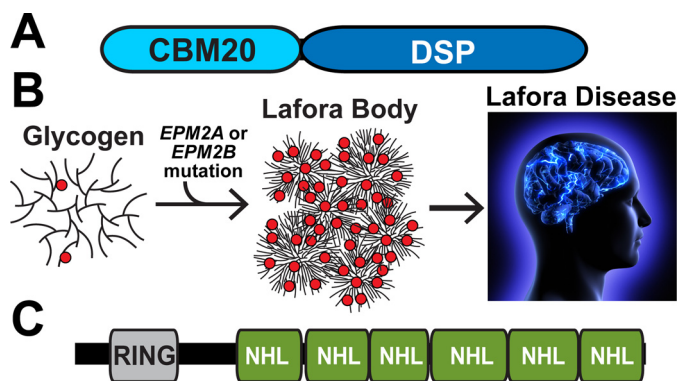 A
CBM20 DSP
B
Glycogen
EPM2A or
EPM2B
mutation
Lafora Body
Lafora Disease
C
RING NHL NHL NHL NHL NHL NHL